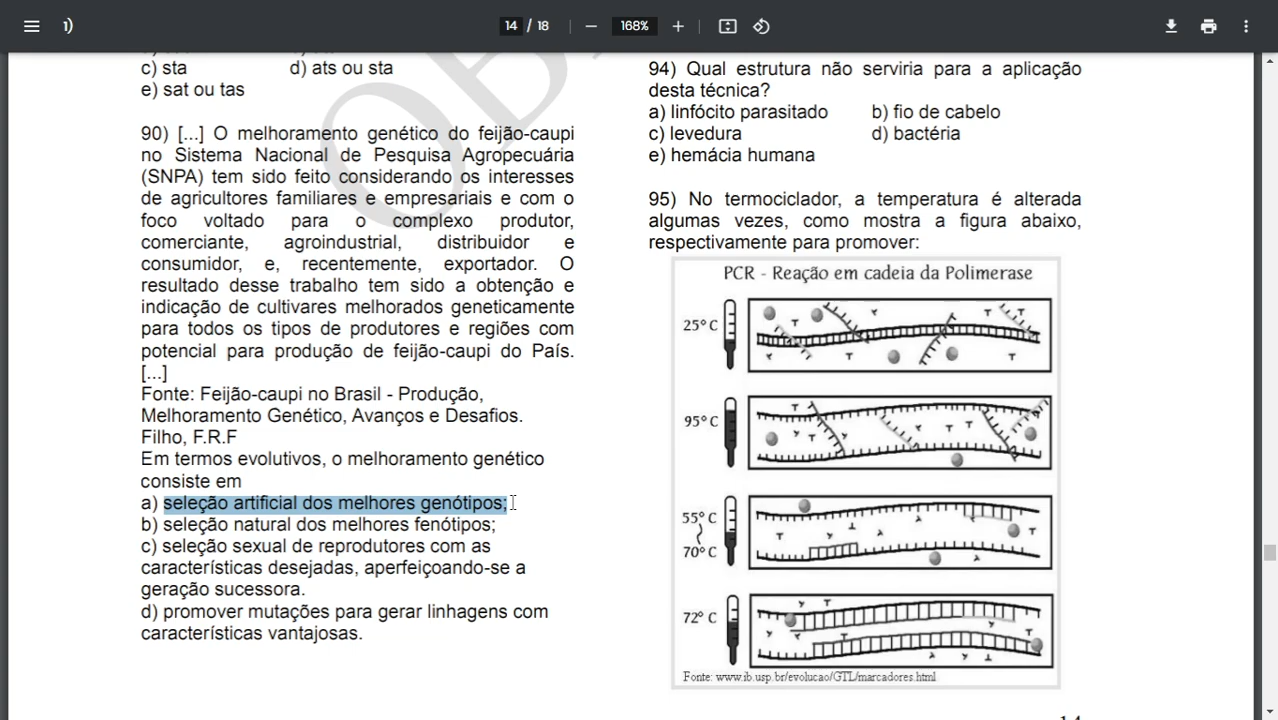 1)
14 / 18
168%
c) sta d) ats ou sta
e) sat ou tas
90) [...] O melhoramento genético do feijão-caupi
no Sistema Nacional de Pesquisa Agropecuária
(SNPA) tem sido feito considerando os interesses
de agricultores familiares e empresariais e com o
foco voltado para o complexo produtor,
comerciante, agroindustrial, distribuidor e
consumidor, e, recentemente, exportador. O
resultado desse trabalho tem sido a obtenção e
indicação de cultivares melhorados geneticamente
para todos os tipos de produtores e regiões com
potencial para produção de feijão-caupi do País.
[...]
Fonte: Feijão-caupi no Brasil - Produção,
Melhoramento Genético, Avanços e Desafios.
Filho, F.R.F
Em termos evolutivos, o melhoramento genético
consiste em
a) seleção artificial dos melhores genótipos;
b) seleção natural dos melhores fenótipos;
c) seleção sexual de reprodutores com as
características desejadas, aperfeiçoando-se a
geração sucessora.
d) promover mutações para gerar linhagens com
características vantajosas.
94) Qual estrutura não serviria para a aplicação
desta técnica?
a) linfócito parasitado b) fio de cabelo
c) levedura d) bactéria
e) hemácia humana
95) No termociclador, a temperatura é alterada
algumas vezes, como mostra a figura abaixo,
respectivamente para promover:
PCR - Reação em cadeia da Polimerase
25º C
95º C
55º C
70º C
72º C
Fonte: www.ib.usp.br/evolucao/GTL/marcadores.html